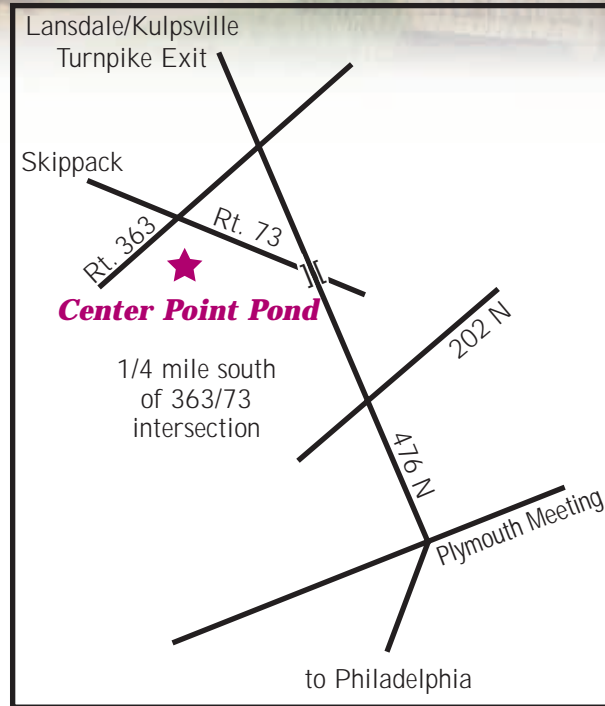 Lansdale/Kulpsville
Turnpike Exit
Skippack
Rt. 363
Rt. 73
Center Point Pond
1/4 mile south
of 363/73
intersection
202 N
476 N
Plymouth Meeting
to Philadelphia